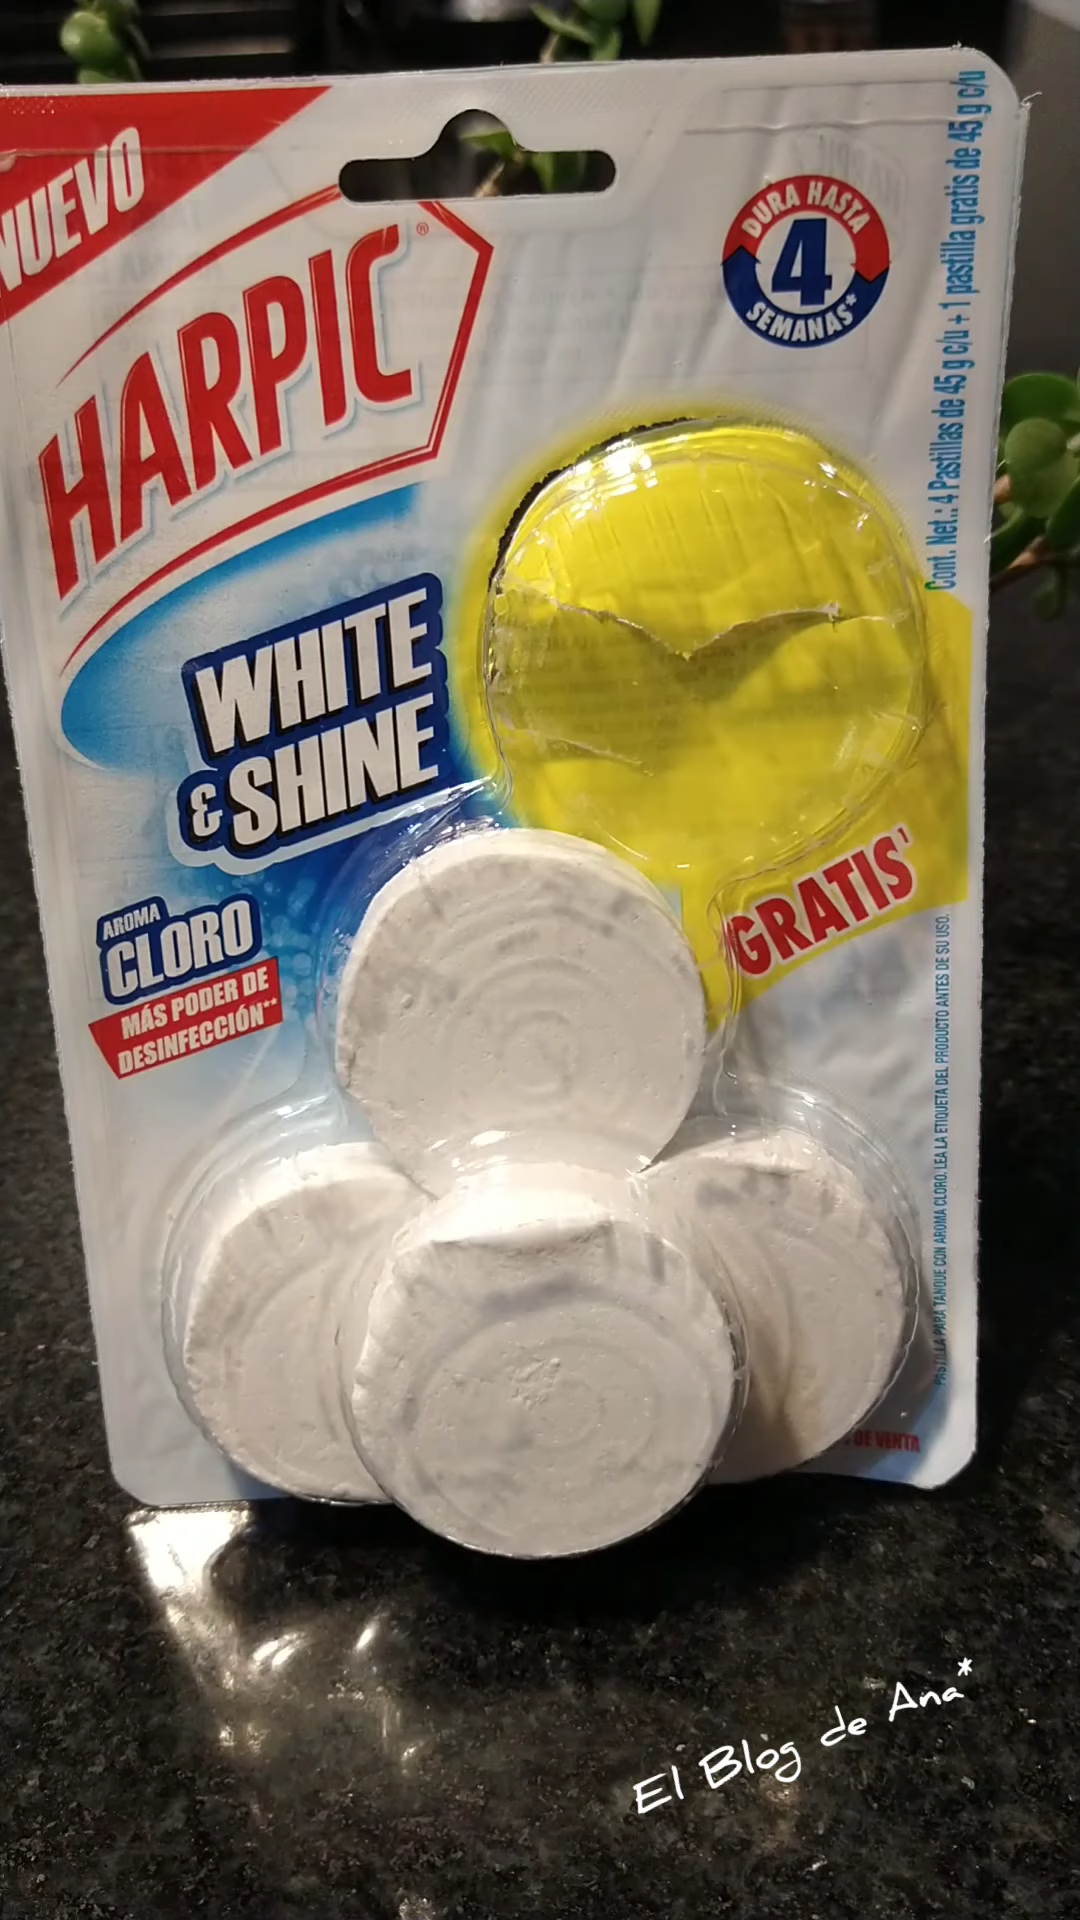 NUEVO
HARPIC®
DURA HASTA
4
SEMANAS*
Cont. Net.: 4 Pastillas de 45 g c/u + 1 pastilla gratis de 45 g c/u
WHITE
& SHINE
AROMA
CLORO
MÁS PODER DE
DESINFECCIÓN**
GRATIS¹
PASTILLA PARA TANQUE CON AROMA CLORO. LEA LA ETIQUETA DEL PRODUCTO ANTES DE SU USO.
DE VENTA
El Blog de Ana*